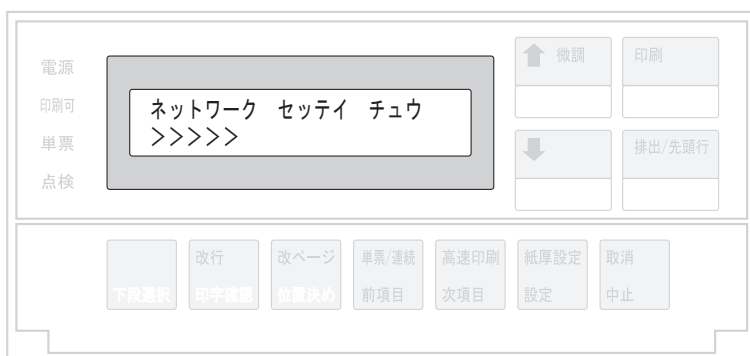 電源
印刷可
単票
点検
ネットワーク セッテイ チュウ
>>>>>
微調
印刷
排出/先頭行
下段選択
改行
印字確認
改ページ
位置決め
単票/連続
前項目
高速印刷
次項目
紙厚設定
設定
取消
中止